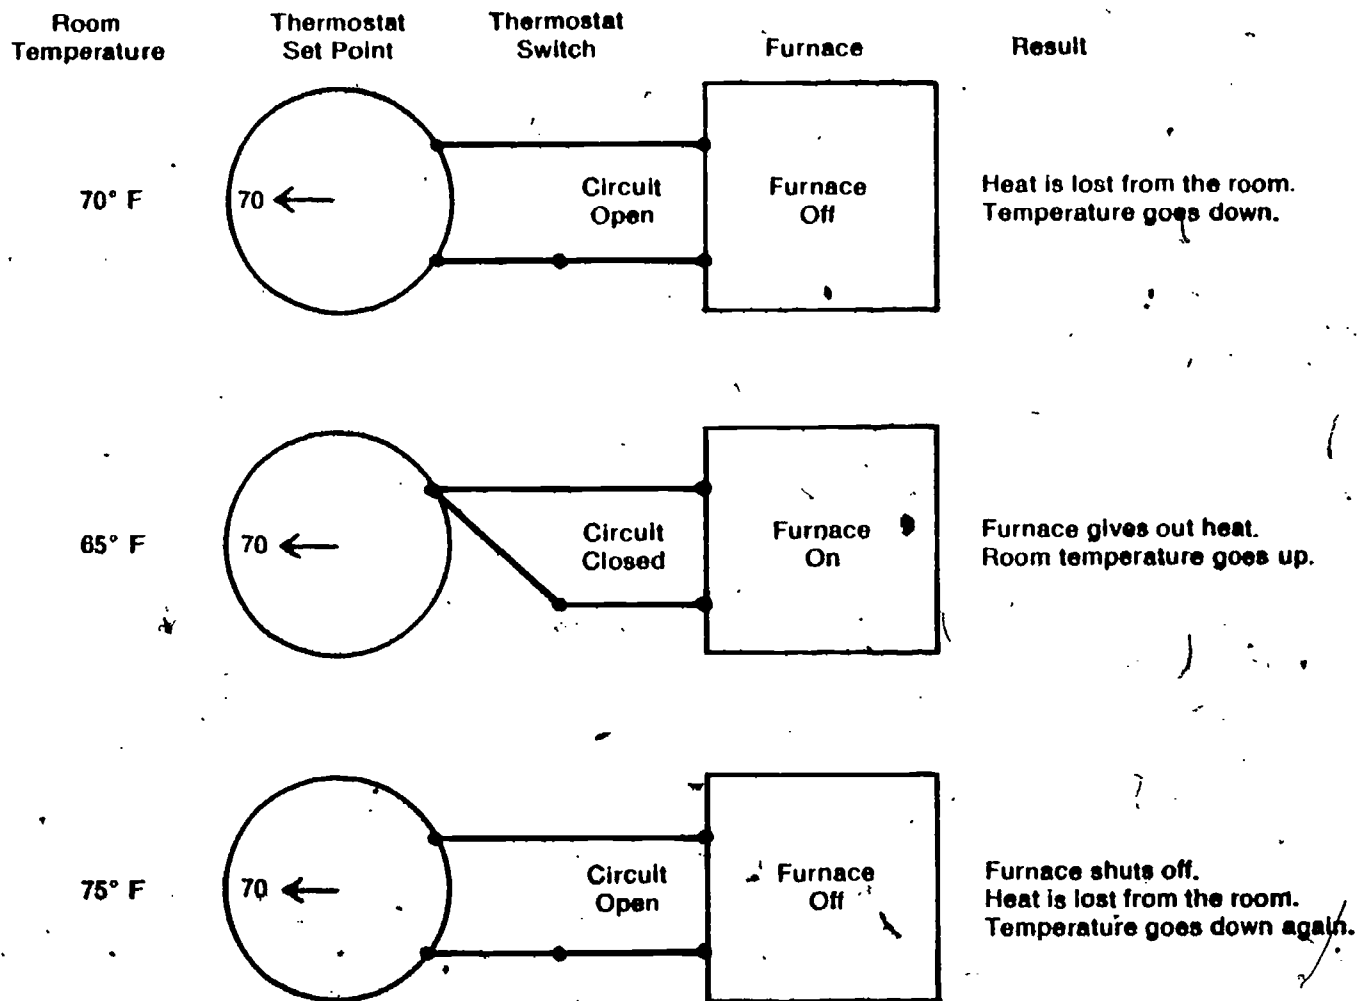 Room
Temperature
Thermostat
Set Point
Thermostat
Switch
Furnace
Result
70° F
70
Circuit
Open
Furnace
Off
Heat is lost from the room.
Temperature goes down.
65° F
70
Circuit
Closed
Furnace
On
Furnace gives out heat.
Room temperature goes up.
75° F
70
Circuit
Open
Furnace
Off
Furnace shuts off.
Heat is lost from the room.
Temperature goes down again.